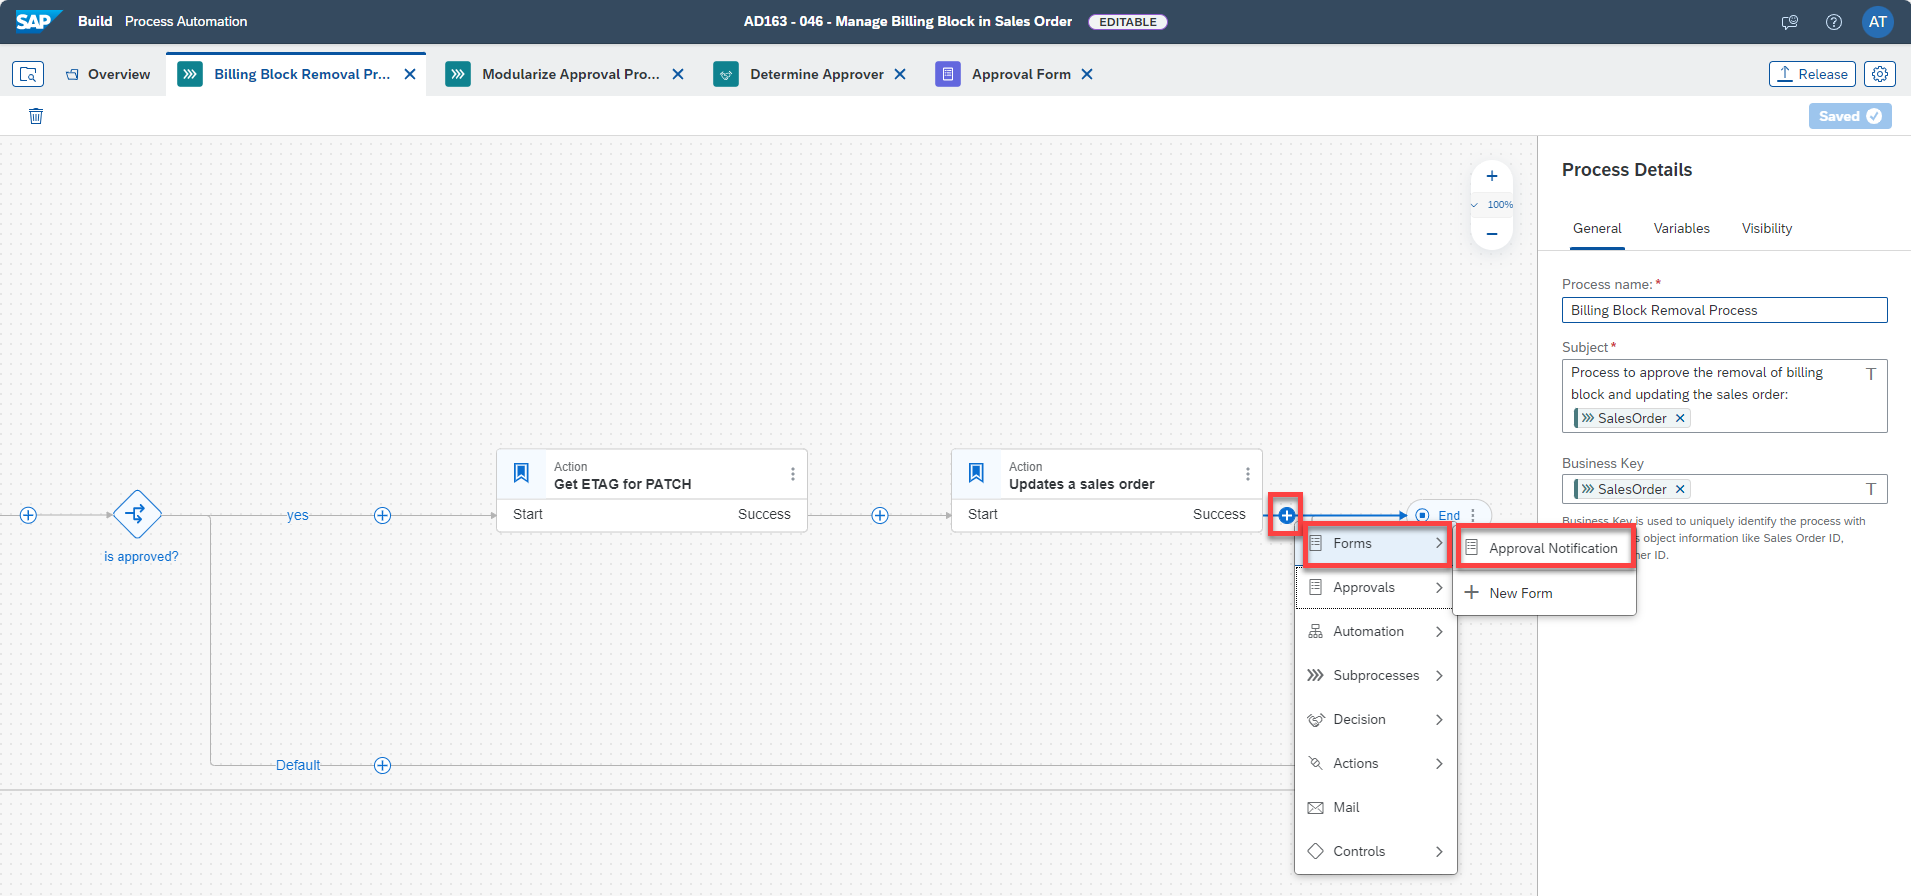 SAP Build Process Automation
AD163 - 046 - Manage Billing Block in Sales Order EDITABLE
AT
Overview
Billing Block Removal Pr...
Modularize Approval Pro...
Determine Approver
Approval Form
Release
Saved
100%
Process Details
General Variables Visibility
Process name: *
Billing Block Removal Process
Subject *
Process to approve the removal of billing
block and updating the sales order:
SalesOrder
Business Key
SalesOrder
Business Key is used to uniquely identify the process with
object information like Sales Order ID,
ID.
is approved?
yes
Default
Action
Get ETAG for PATCH
Start Success
Action
Updates a sales order
Start Success
End
Forms
Approvals
Automation
Subprocesses
Decision
Actions
Mail
Controls
Approval Notification
New Form